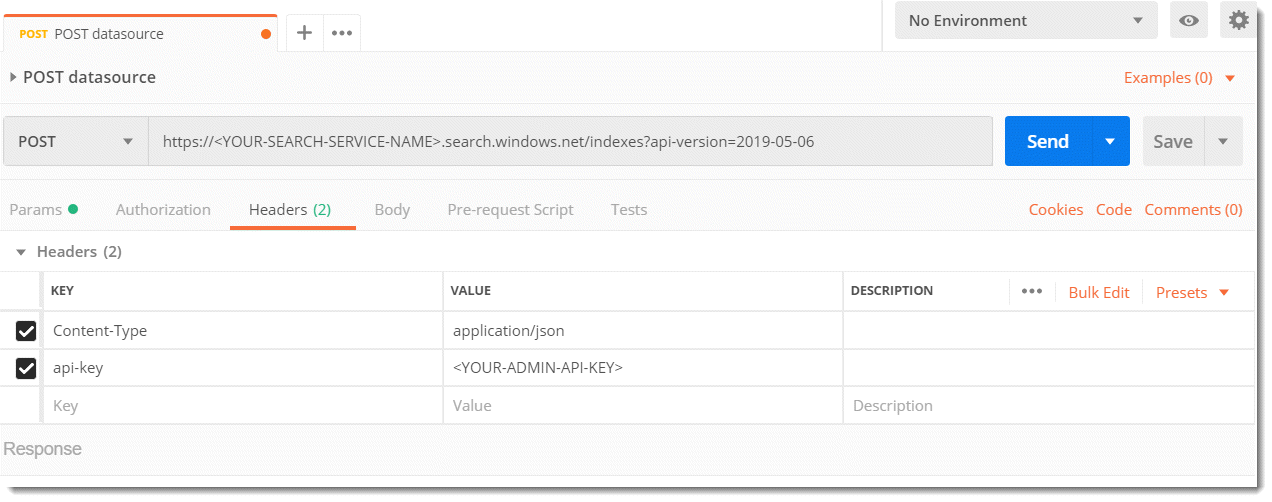 POST POST datasource
No Environment
POST datasource
Examples (0)
POST
https://<YOUR-SEARCH-SERVICE-NAME>.search.windows.net/indexes?api-version=2019-05-06
Send
Save
Params Authorization Headers (2) Body Pre-request Script Tests
Cookies Code Comments (0)
Headers (2)
KEY VALUE DESCRIPTION Bulk Edit Presets
Content-Type application/json
api-key <YOUR-ADMIN-API-KEY>
Key Value Description
Response